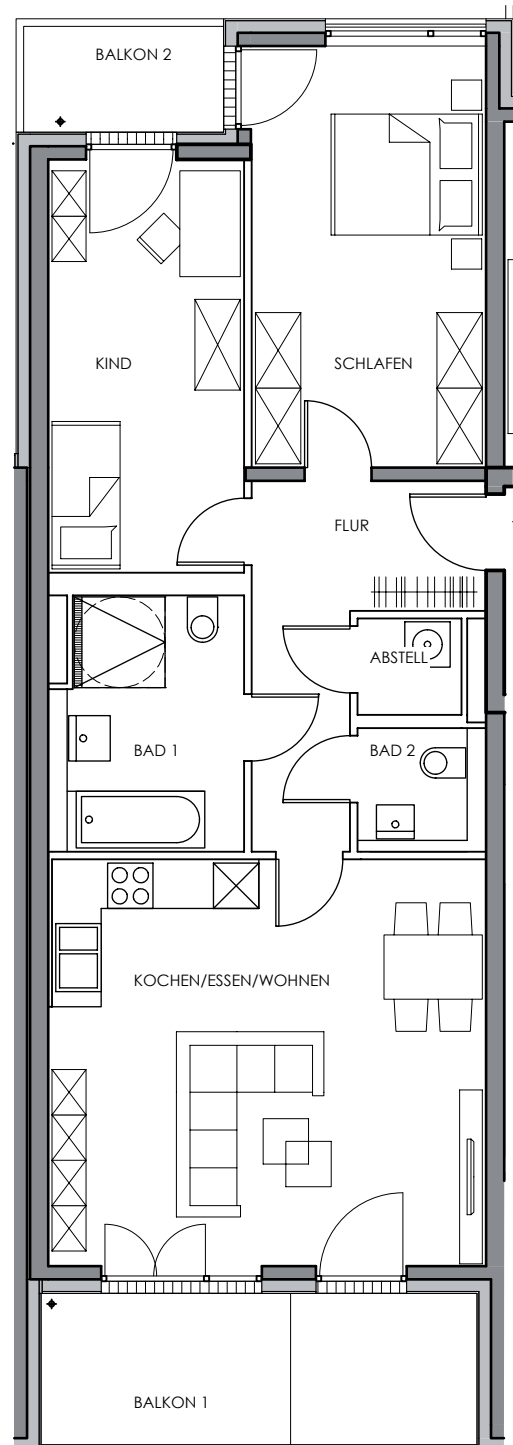 BALKON 2
KIND
SCHLAFEN
FLUR
ABSTELL
BAD 1
BAD 2
KOCHEN/ESSEN/WOHNEN
BALKON 1